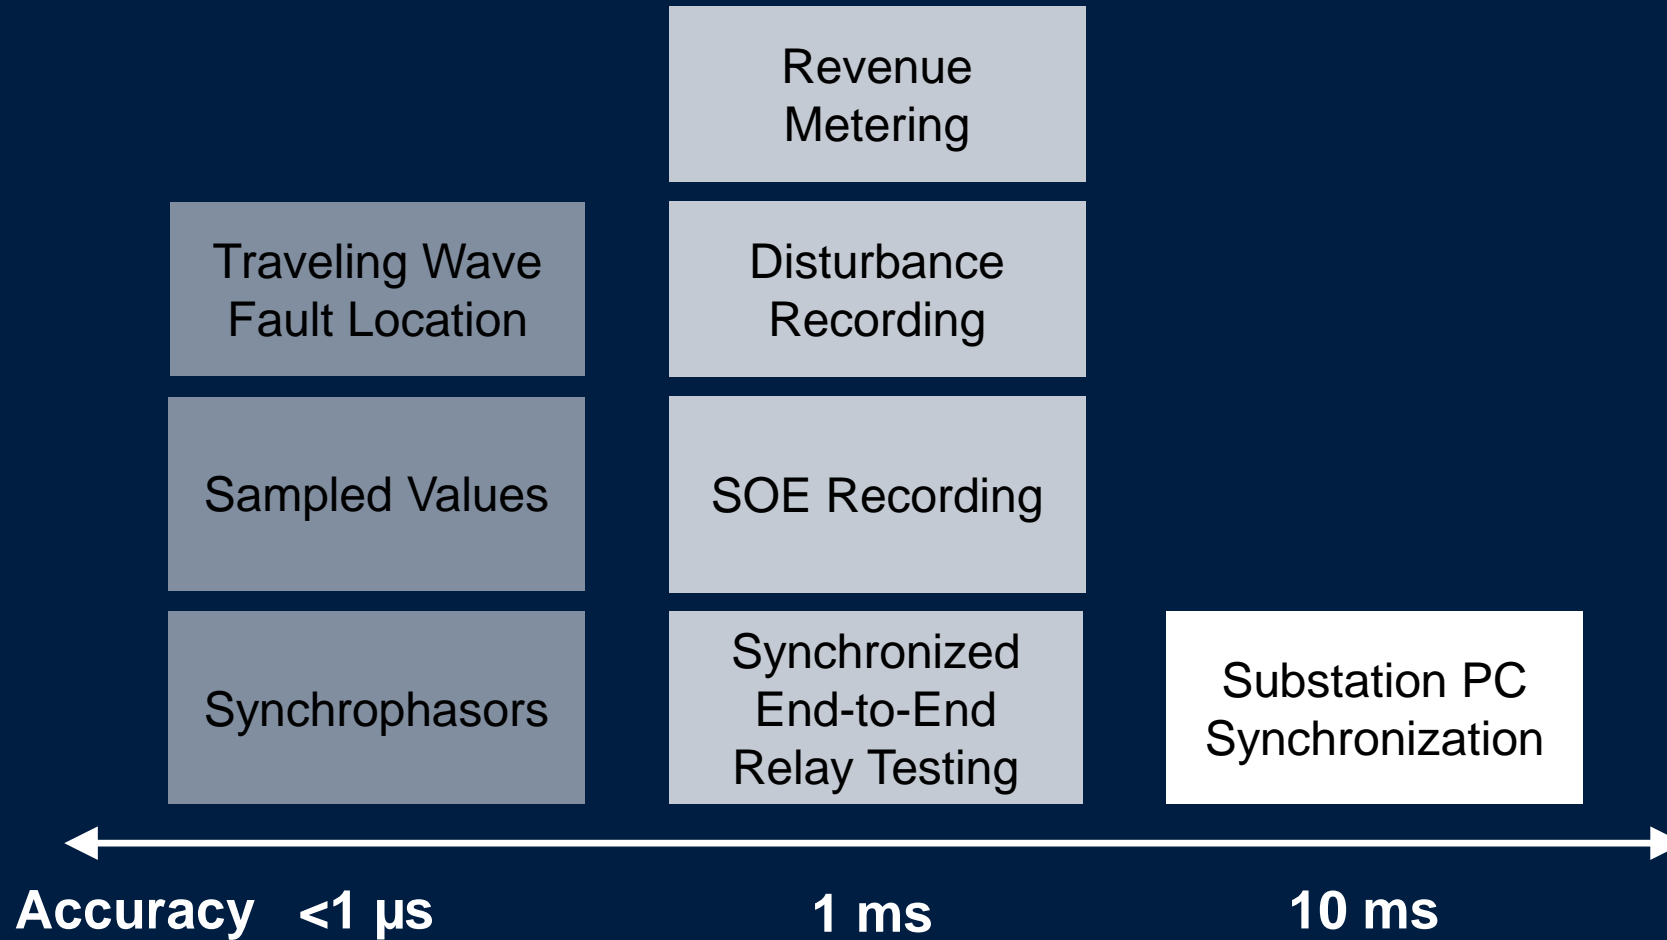 Revenue
Metering
Traveling Wave
Fault Location
Disturbance
Recording
Sampled Values
SOE Recording
Synchrophasors
Synchronized
End-to-End
Relay Testing
Substation PC
Synchronization
Accuracy <1 µs
1 ms
10 ms